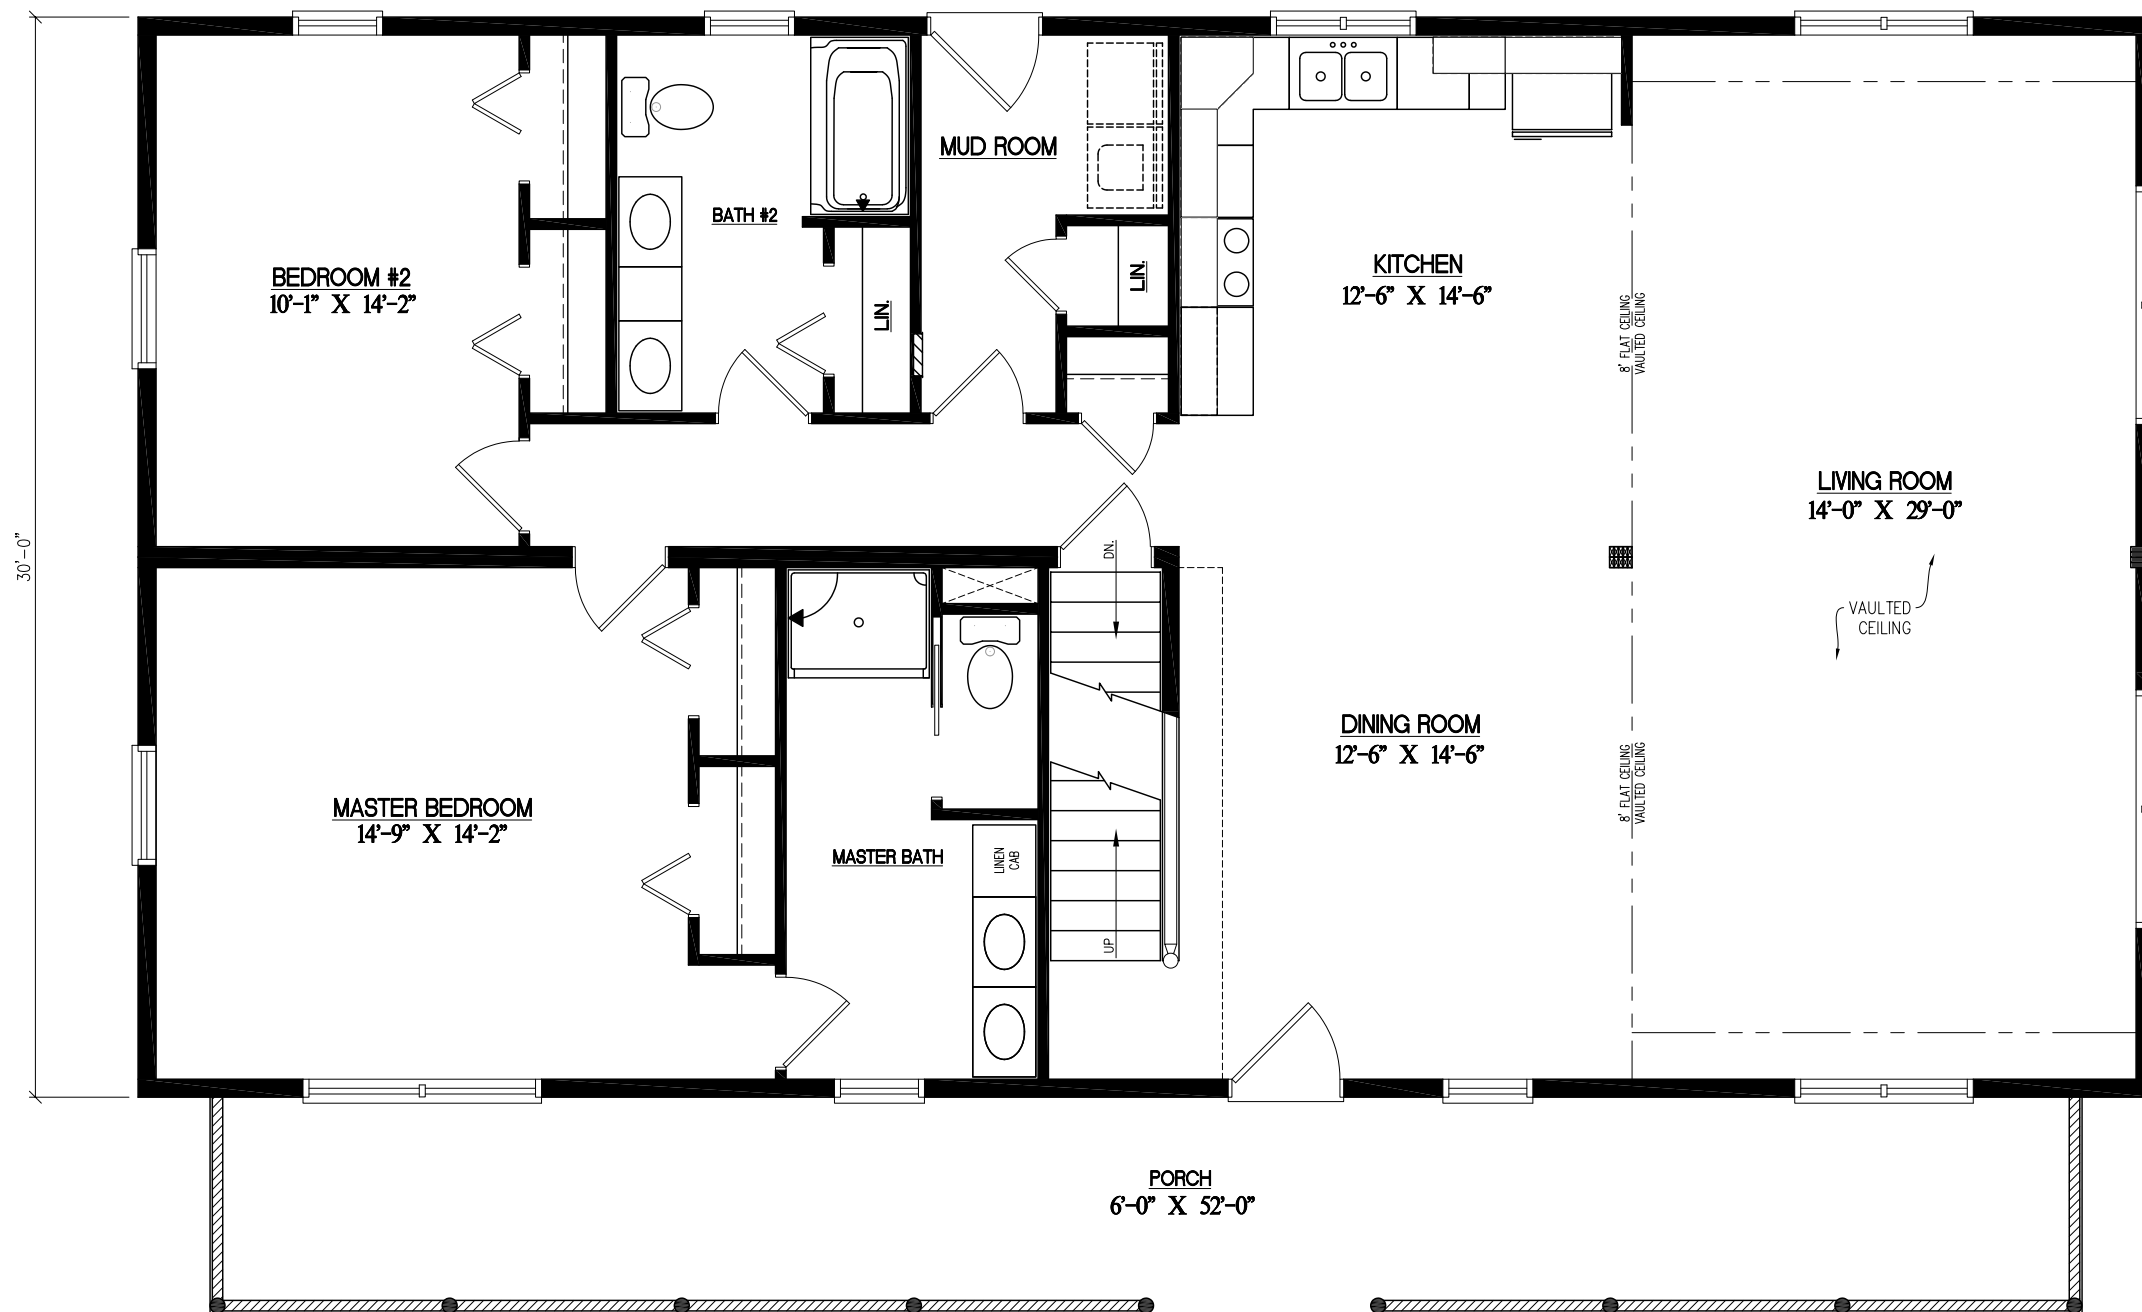 MUD ROOM
BATH #2
BEDROOM #2
10'-1" X 14'-2"
LIN.
LIN.
KITCHEN
12'-6" X 14'-6"
8' FLAT CEILING
VAULTED CEILING
LIVING ROOM
14'-0" X 29'-0"
30'-0"
DN.
VAULTED
CEILING
DINING ROOM
12'-6" X 14'-6"
8' FLAT CEILING
VAULTED CEILING
MASTER BEDROOM
14'-9" X 14'-2"
MASTER BATH
LINEN
CAB
UP
PORCH
6'-0" X 52'-0"